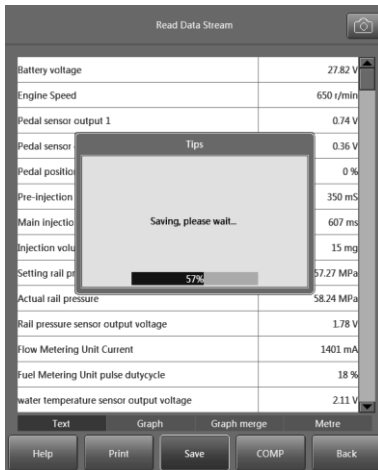 Read Data Stream
Battery voltage 27.82 V
Engine Speed 650 r/min
Pedal sensor output 1 0.74 V
Pedal sensor 0.36 V
Tips
Pedal 0 %
Pre-injection 350 mS
Main 607 ms
Saving, please wait...
Injection 15 mg
Setting rail 57.27 MPa
57%
Actual rail pressure 58.24 MPa
Rail pressure sensor output voltage 1.78 V
Flow Metering Unit Current 1401 mA
Fuel Metering Unit pulse dutycycle 18 %
water temperature sensor output voltage 2.11 V
Text Graph Graph merge Metre
Help Print Save COMP Back